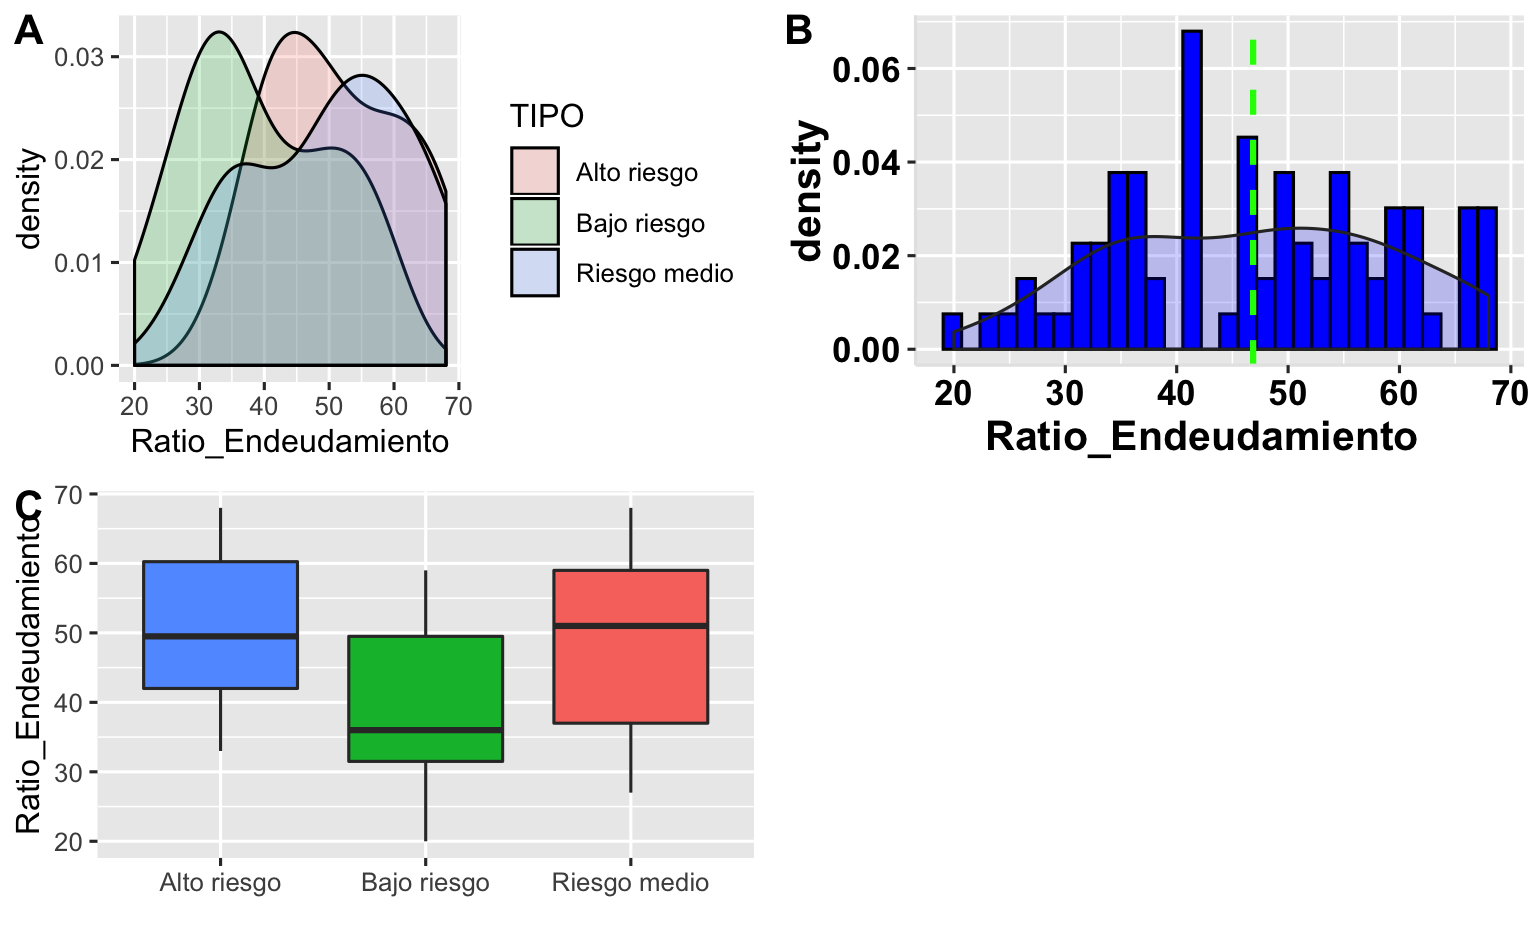 A
0.03
0.02
0.01
0.00
density
20 30 40 50 60 70
Ratio_Endeudamiento
TIPO
Alto riesgo
Bajo riesgo
Riesgo medio
B
0.06
0.04
0.02
0.00
density
20 30 40 50 60 70
Ratio_Endeudamiento
C
70
60
50
40
30
20
Ratio_Endeudamiento
Alto riesgo Bajo riesgo Riesgo medio